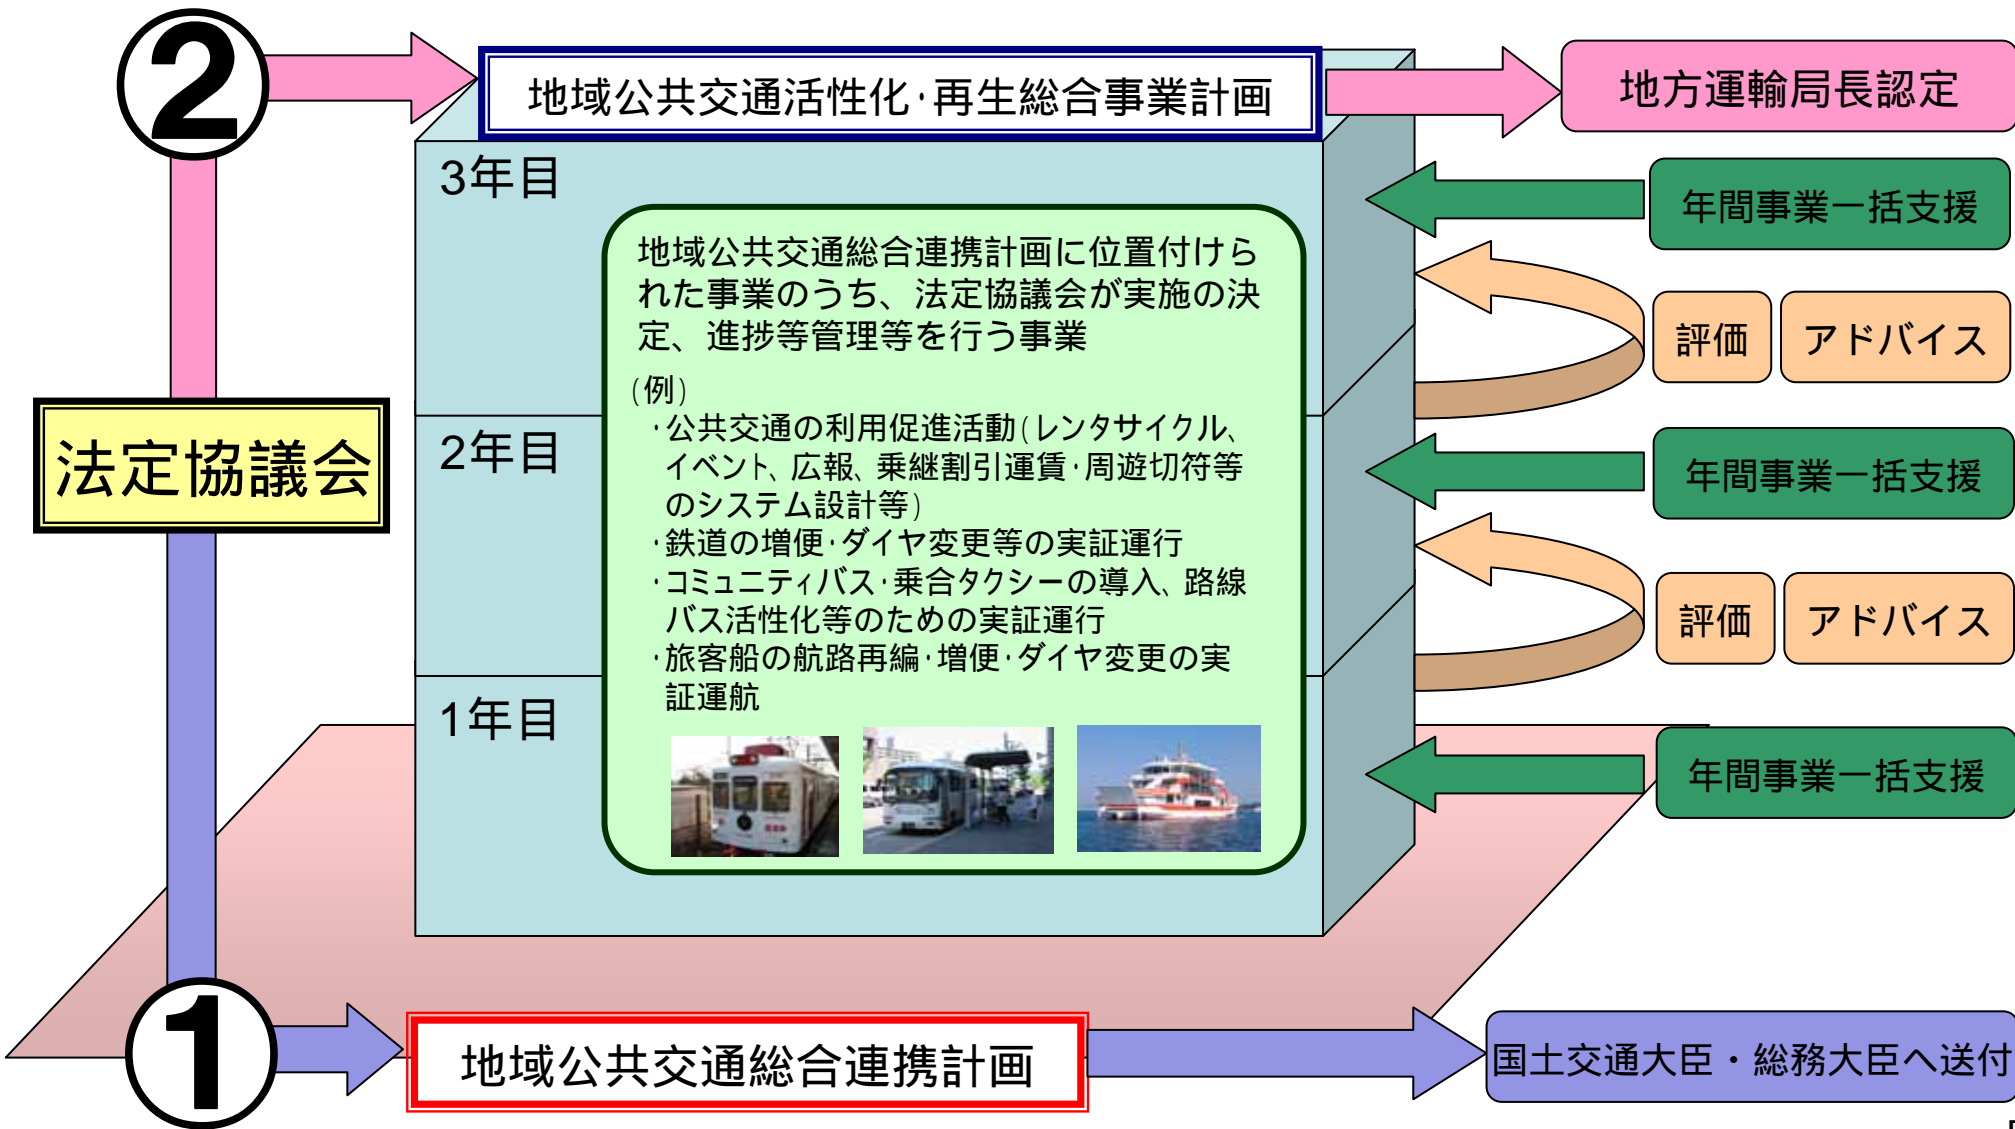 ②
地域公共交通活性化・再生総合事業計画
地方運輸局長認定
3年目
年間事業一括支援
地域公共交通総合連携計画に位置付けら
れた事業のうち、法定協議会が実施の決
定、進捗等管理等を行う事業
評価
アドバイス
(例)
・公共交通の利用促進活動(レンタサイクル、
イベント、広報、乗継割引運賃・周遊切符等
のシステム設計等)
・鉄道の増便・ダイヤ変更等の実証運行
・コミュニティバス・乗合タクシーの導入、路線
バス活性化等のための実証運行
・旅客船の航路再編・増便・ダイヤ変更の実
証運航
法定協議会
2年目
年間事業一括支援
評価
アドバイス
1年目
年間事業一括支援
①
地域公共交通総合連携計画
国土交通大臣・総務大臣へ送付